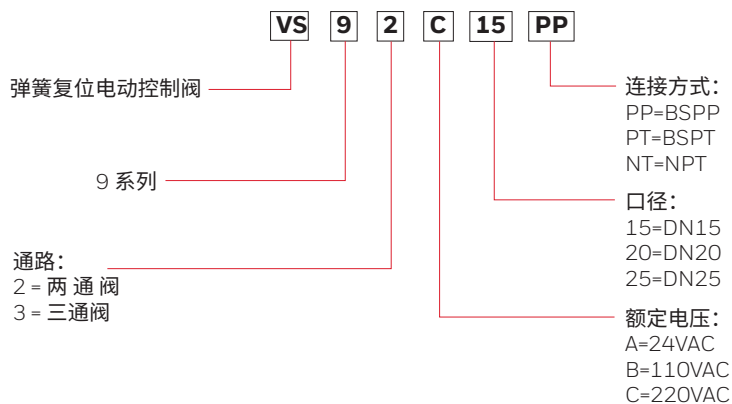 VS 9 2 C 15 PP
弹簧复位电动控制阀
9 系列
通路：
2 = 两 通 阀
3 = 三通阀
连接方式：
PP=BSPP
PT=BSPT
NT=NPT
口径：
15=DN15
20=DN20
25=DN25
额定电压：
A=24VAC
B=110VAC
C=220VAC